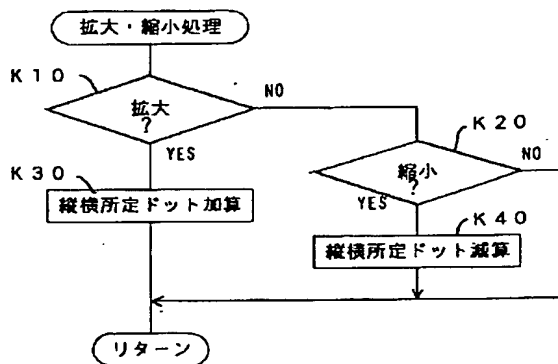 拡大・縮小処理
K10
NO
拡大
?
YES
K20
NO
縮小
?
YES
K30
縦横所定ドット加算
K40
縦横所定ドット減算
リターン